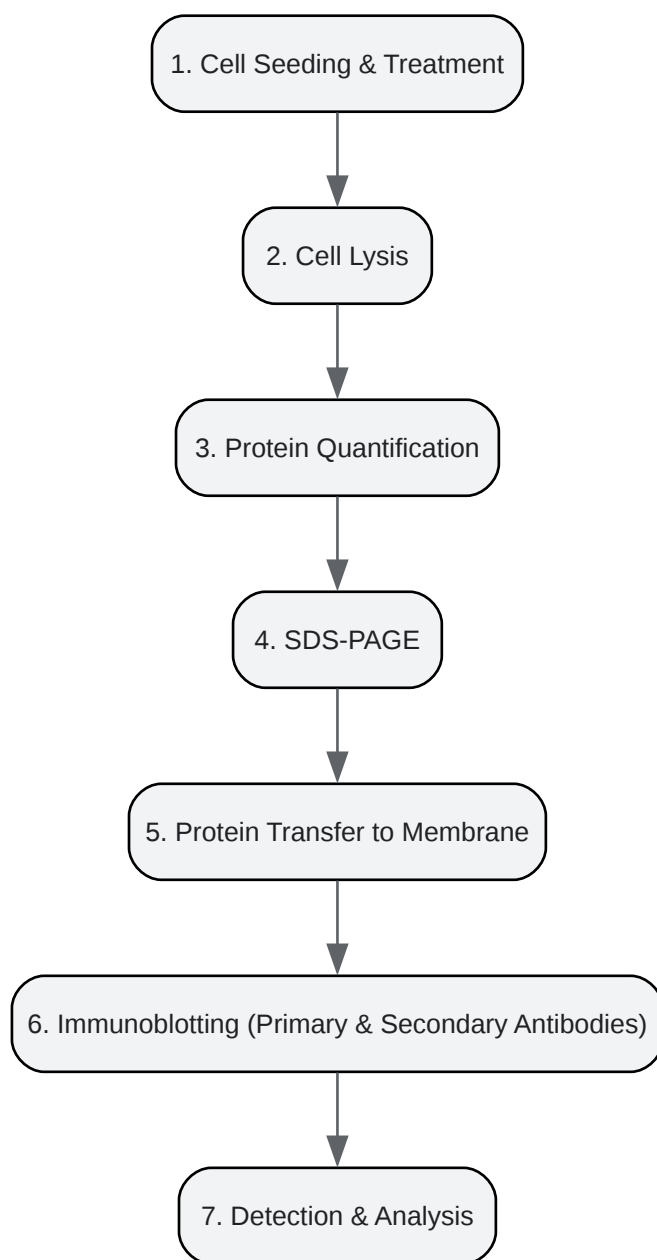 1. Cell Seeding & Treatment
2. Cell Lysis
3. Protein Quantification
4. SDS-PAGE
5. Protein Transfer to Membrane
6. Immunoblotting (Primary & Secondary Antibodies)
7. Detection & Analysis